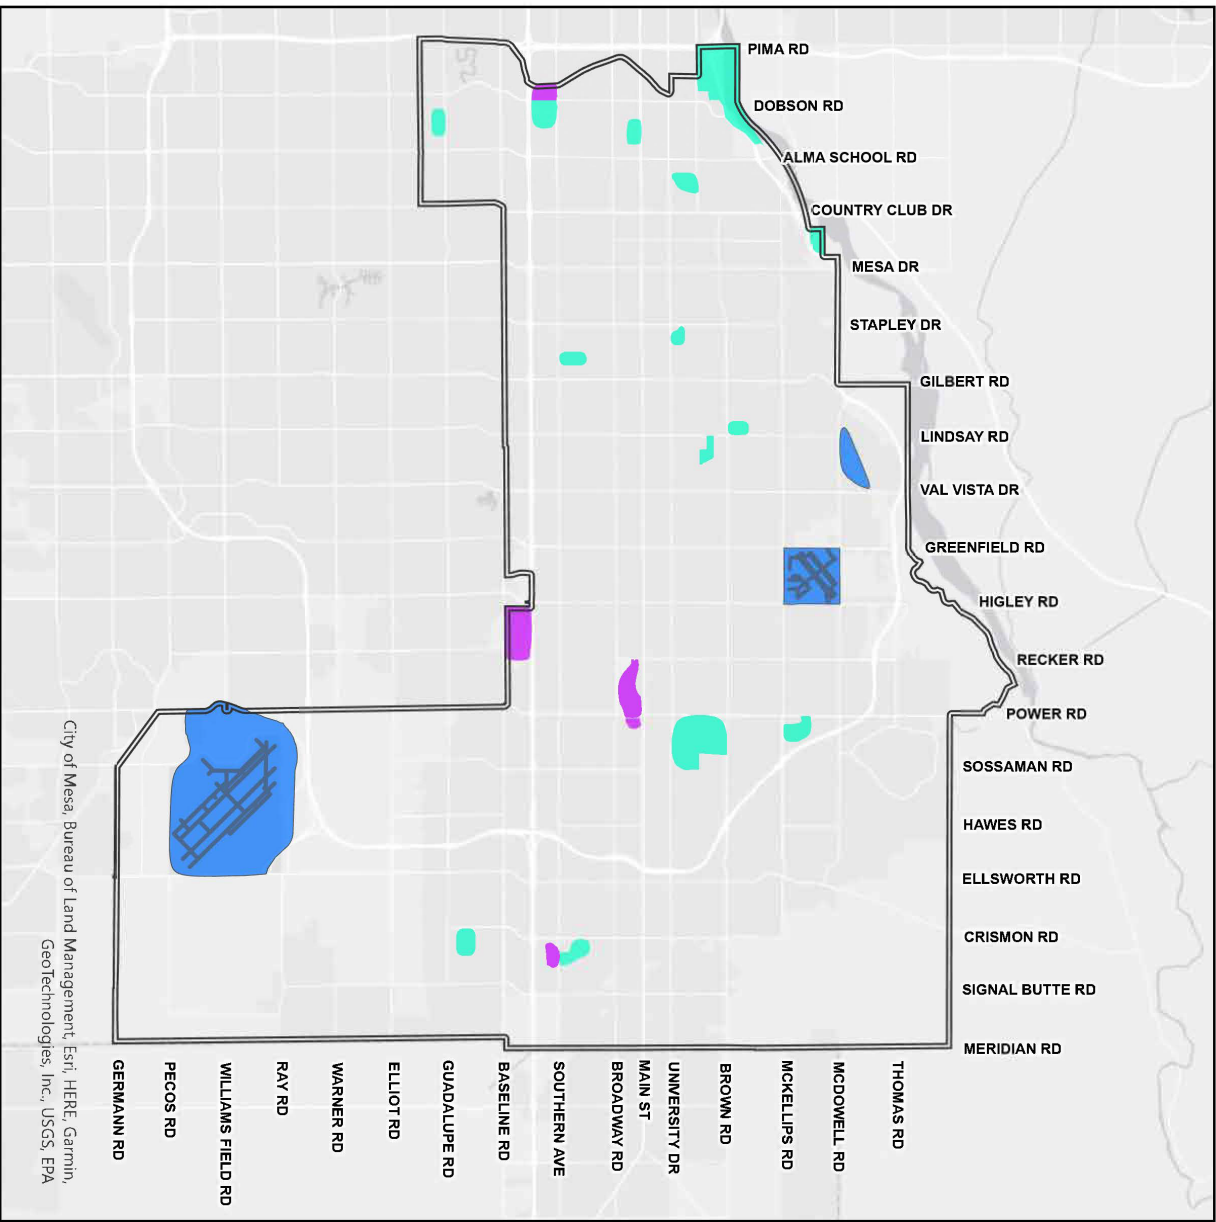 PIMA RD
DOBSON RD
ALMA SCHOOL RD
COUNTRY CLUB DR
MESA DR
STAPLEY DR
GILBERT RD
LINDSAY RD
VAL VISTA DR
GREENFIELD RD
HIGLEY RD
RECKER RD
POWER RD
SOSSAMAN RD
HAWES RD
ELLSWORTH RD
CRISMON RD
SIGNAL BUTTE RD
MERIDIAN RD
GERMANN RD
PECOS RD
WILLIAMS FIELD RD
RAY RD
WARNER RD
ELLIOT RD
GUADALUPE RD
BASELINE RD
SOUTHERN AVE
BROADWAY RD
MAIN ST
UNIVERSITY DR
BROWN RD
MCKELLIPS RD
MCDOWELL RD
THOMAS RD
City of Mesa, Bureau of Land Management, Esri, HERE, Garmin,
GeoTechnologies, Inc., USGS, EPA